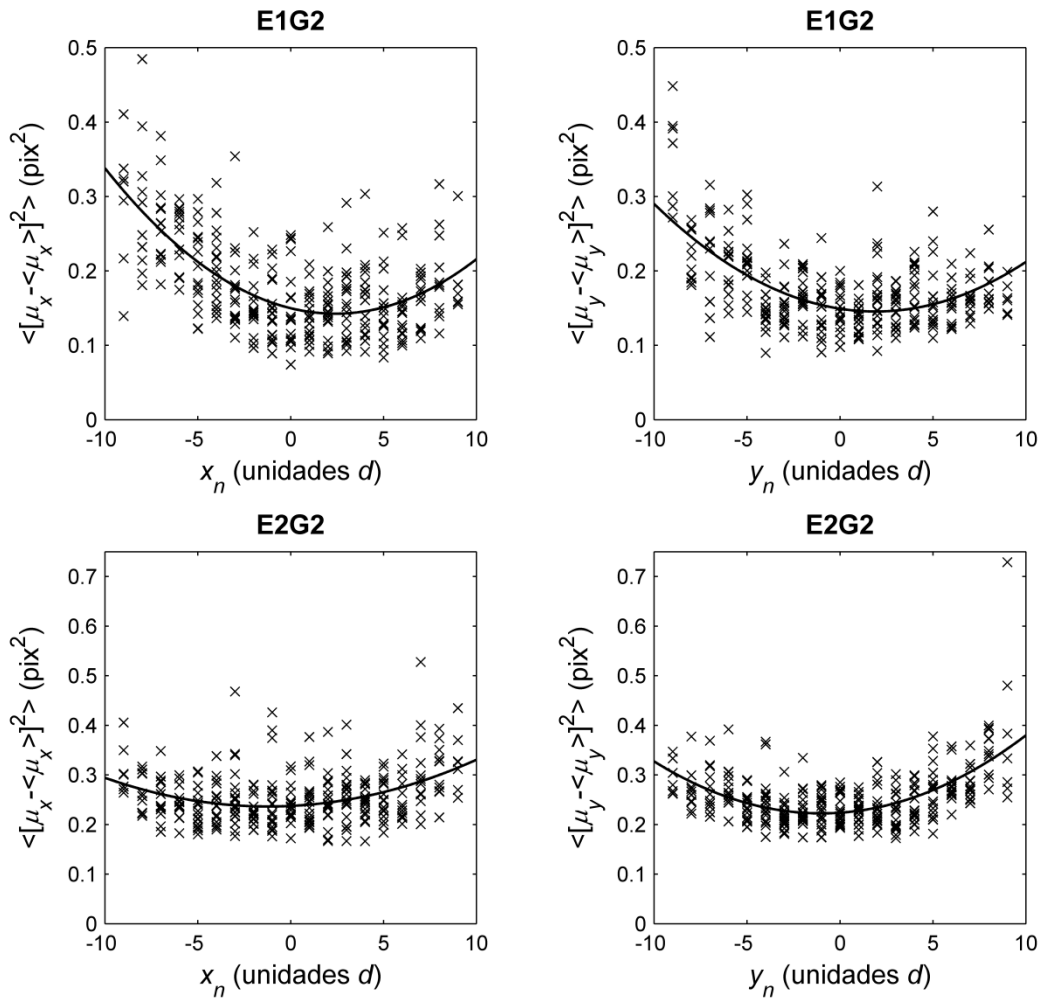 E1G2
<[μx-<μx>]²> (pix²)
0.5
0.4
0.3
0.2
0.1
0
-10 -5 0 5 10
xn (unidades d)
E1G2
<[μy-<μy>]²> (pix²)
0.5
0.4
0.3
0.2
0.1
0
-10 -5 0 5 10
yn (unidades d)
E2G2
<[μx-<μx>]²> (pix²)
0.7
0.6
0.5
0.4
0.3
0.2
0.1
0
-10 -5 0 5 10
xn (unidades d)
E2G2
<[μy-<μy>]²> (pix²)
0.7
0.6
0.5
0.4
0.3
0.2
0.1
0
-10 -5 0 5 10
yn (unidades d)